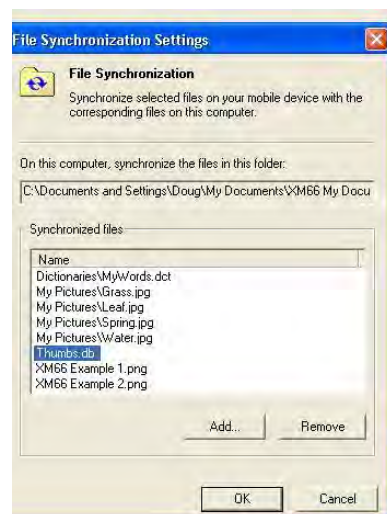 File Synchronization Settings
File Synchronization
Synchronize selected files on your mobile device with the
corresponding files on this computer.
On this computer, synchronize the files in this folder:
C:\Documents and Settings\Doug\My Documents\XM66 My Docu
Synchronized files
Name
Dictionaries\MyWords.dct
My Pictures\Grass.jpg
My Pictures\Leaf.jpg
My Pictures\Spring.jpg
My Pictures\Water.jpg
Thumbs.db
XM66 Example 1.png
XM66 Example 2.png
Add... Remove
OK Cancel